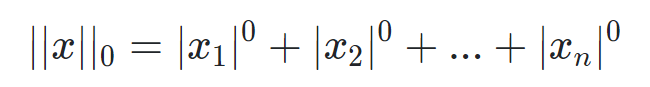 ||x||₀ = |x₁|⁰ + |x₂|⁰ + ... + |xₙ|⁰